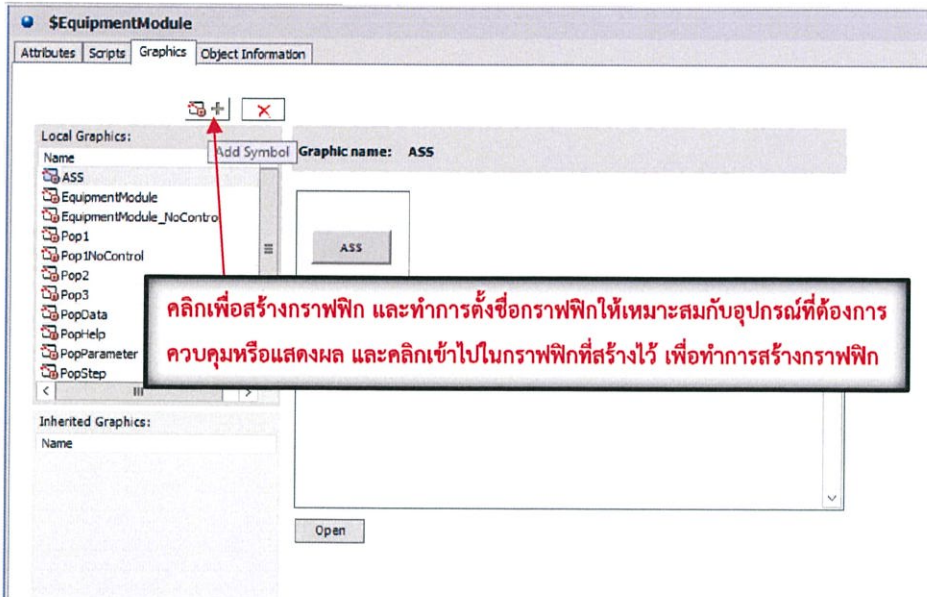 $EquipmentModule
Attributes Scripts Graphics Object Information
Local Graphics:
Name
Add Symbol
Graphic name: ASS
ASS
EquipmentModule
EquipmentModule_NoContro
Pop1
Pop1NoControl
Pop2
Pop3
PopData
PopHelp
PopParameter
PopStep
ASS
คลิกเพื่อสร้างกราฟฟิก และทำการตั้งชื่อกราฟฟิกให้เหมาะสมกับอุปกรณ์ที่ต้องการ
ควบคุมหรือแสดงผล และคลิกเข้าไปในกราฟฟิกที่สร้างไว้ เพื่อทำการสร้างกราฟฟิก
Inherited Graphics:
Name
Open